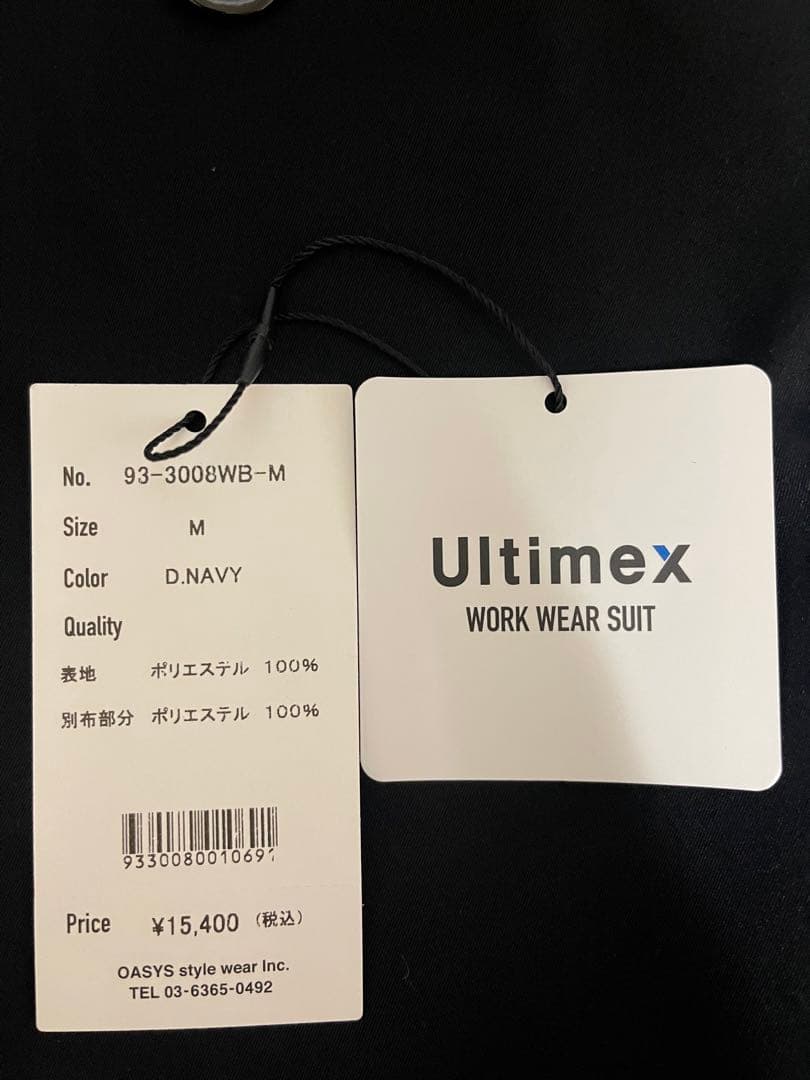 No. 93-3008WB-M
Size M
Color D.NAVY
Quality
表地 ポリエステル 100%
別布部分 ポリエステル 100%
9330080010691
Price ¥15,400 (税込)
OASYS style wear Inc.
TEL 03-6365-0492
Ultimex
WORK WEAR SUIT